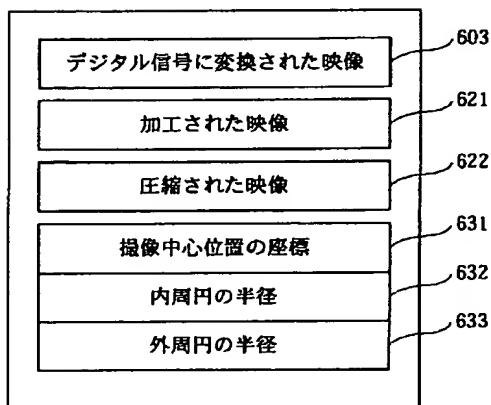 デジタル信号に変換された映像 603
加工された映像 621
圧縮された映像 622
撮像中心位置の座標 631
内周円の半径 632
外周円の半径 633